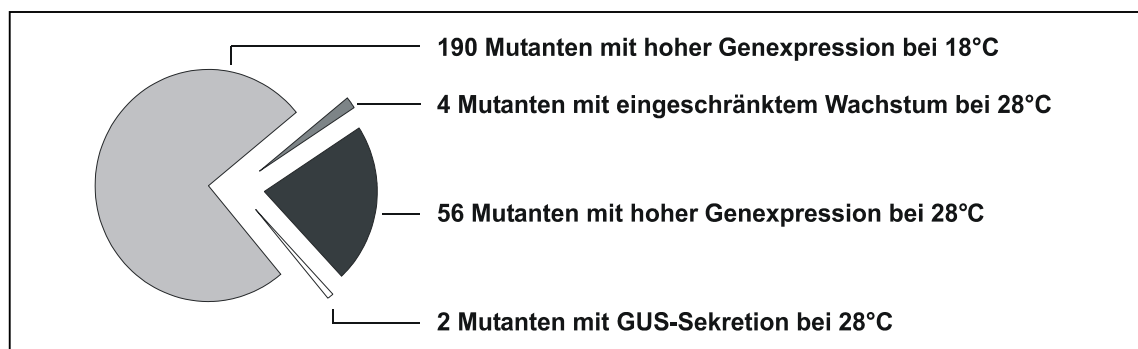 190 Mutanten mit hoher Genexpression bei 18°C
4 Mutanten mit eingeschränktem Wachstum bei 28°C
56 Mutanten mit hoher Genexpression bei 28°C
2 Mutanten mit GUS-Sekretion bei 28°C